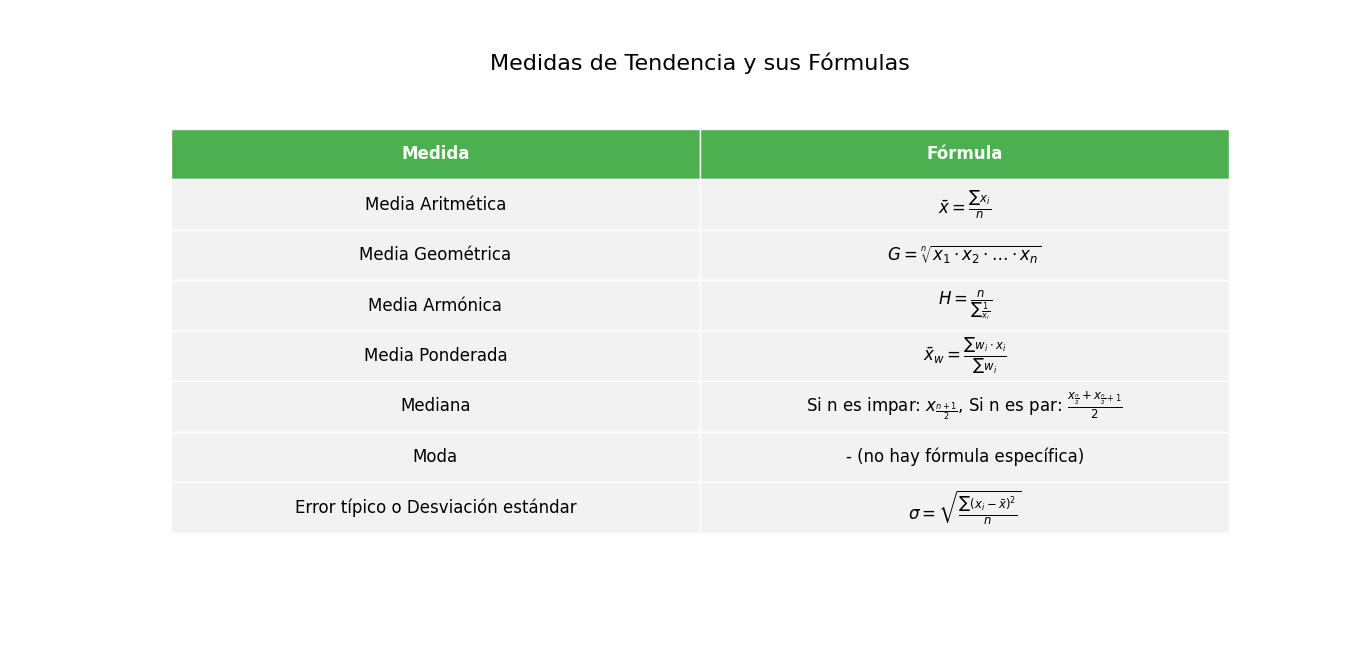 Medidas de Tendencia y sus Fórmulas
Medida Fórmula
Media Aritmética $\bar{x} = \frac{\sum x_i}{n}$
Media Geométrica $G = \sqrt[n]{x_1 \cdot x_2 \cdot \ldots \cdot x_n}$
Media Armónica $H = \frac{n}{\sum \frac{1}{x_i}}$
Media Ponderada $\bar{x}_w = \frac{\sum w_i \cdot x_i}{\sum w_i}$
Mediana Si n es impar: $x_{\frac{n+1}{2}}$, Si n es par: $\frac{x_{\frac{n}{2}} + x_{\frac{n}{2}+1}}{2}$
Moda - (no hay fórmula específica)
Error típico o Desviación estándar $\sigma = \sqrt{\frac{\sum (x_i - \bar{x})^2}{n}}$